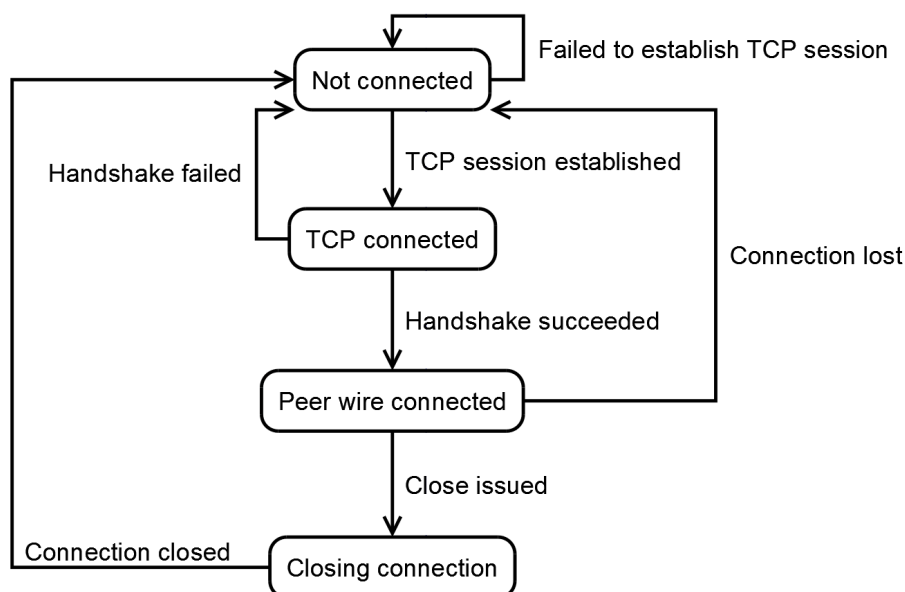 Failed to establish TCP session
Not connected
TCP session established
Handshake failed
TCP connected
Connection lost
Handshake succeeded
Peer wire connected
Close issued
Connection closed
Closing connection